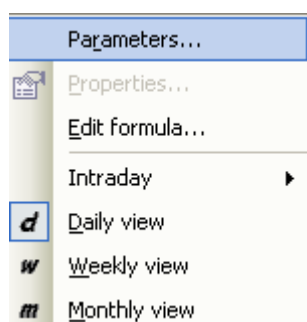 Parameters...
Properties...
Edit formula...
Intraday
d Daily view
w Weekly view
m Monthly view